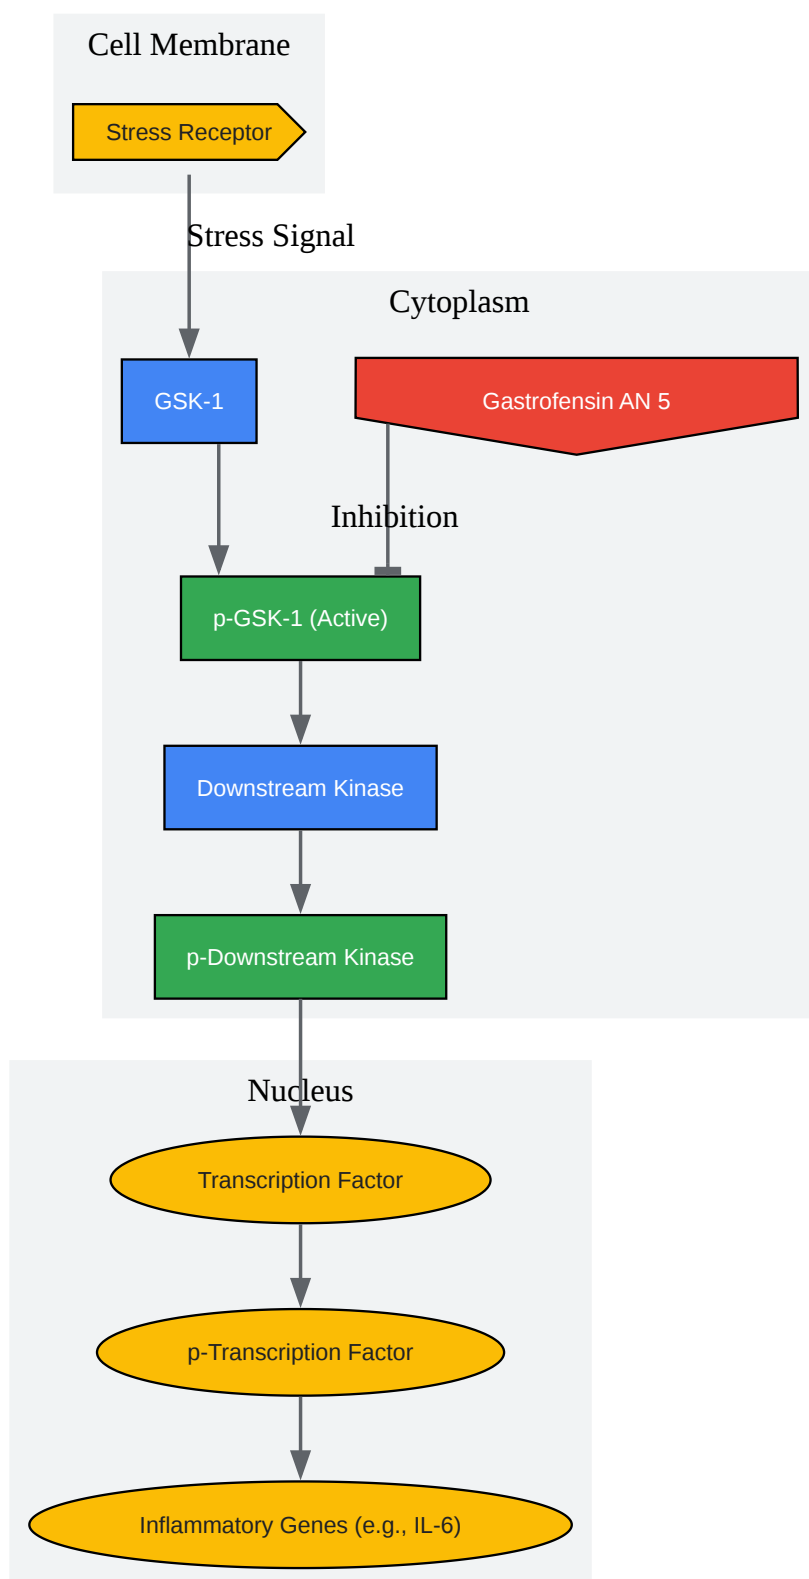 Cell Membrane
Stress Receptor
Stress Signal
Cytoplasm
GSK-1
Gastrofensin AN 5
Inhibition
p-GSK-1 (Active)
Downstream Kinase
p-Downstream Kinase
Nucleus
Transcription Factor
p-Transcription Factor
Inflammatory Genes (e.g., IL-6)